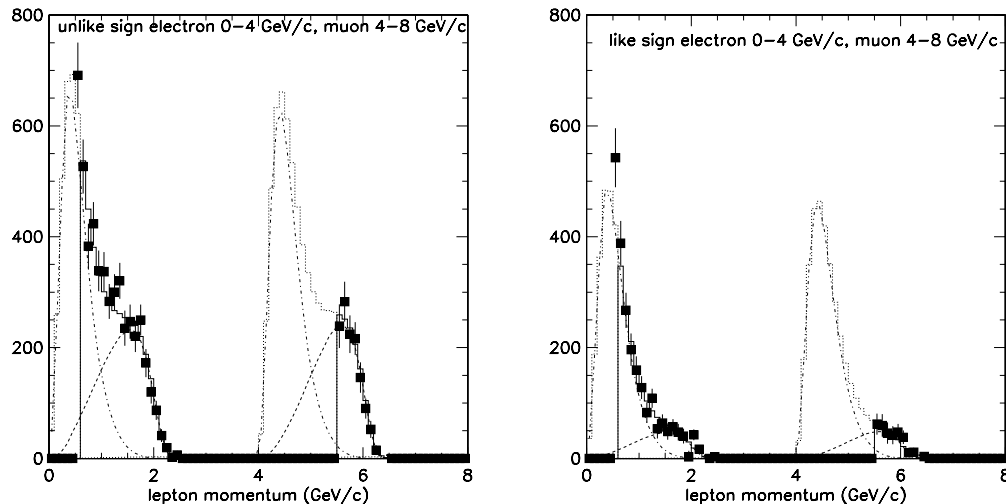 unlike sign electron 0–4 GeV/c, muon 4–8 GeV/c
800
600
400
200
0
0 2 4 6 8
lepton momentum (GeV/c)
like sign electron 0–4 GeV/c, muon 4–8 GeV/c
800
600
400
200
0
0 2 4 6 8
lepton momentum (GeV/c)